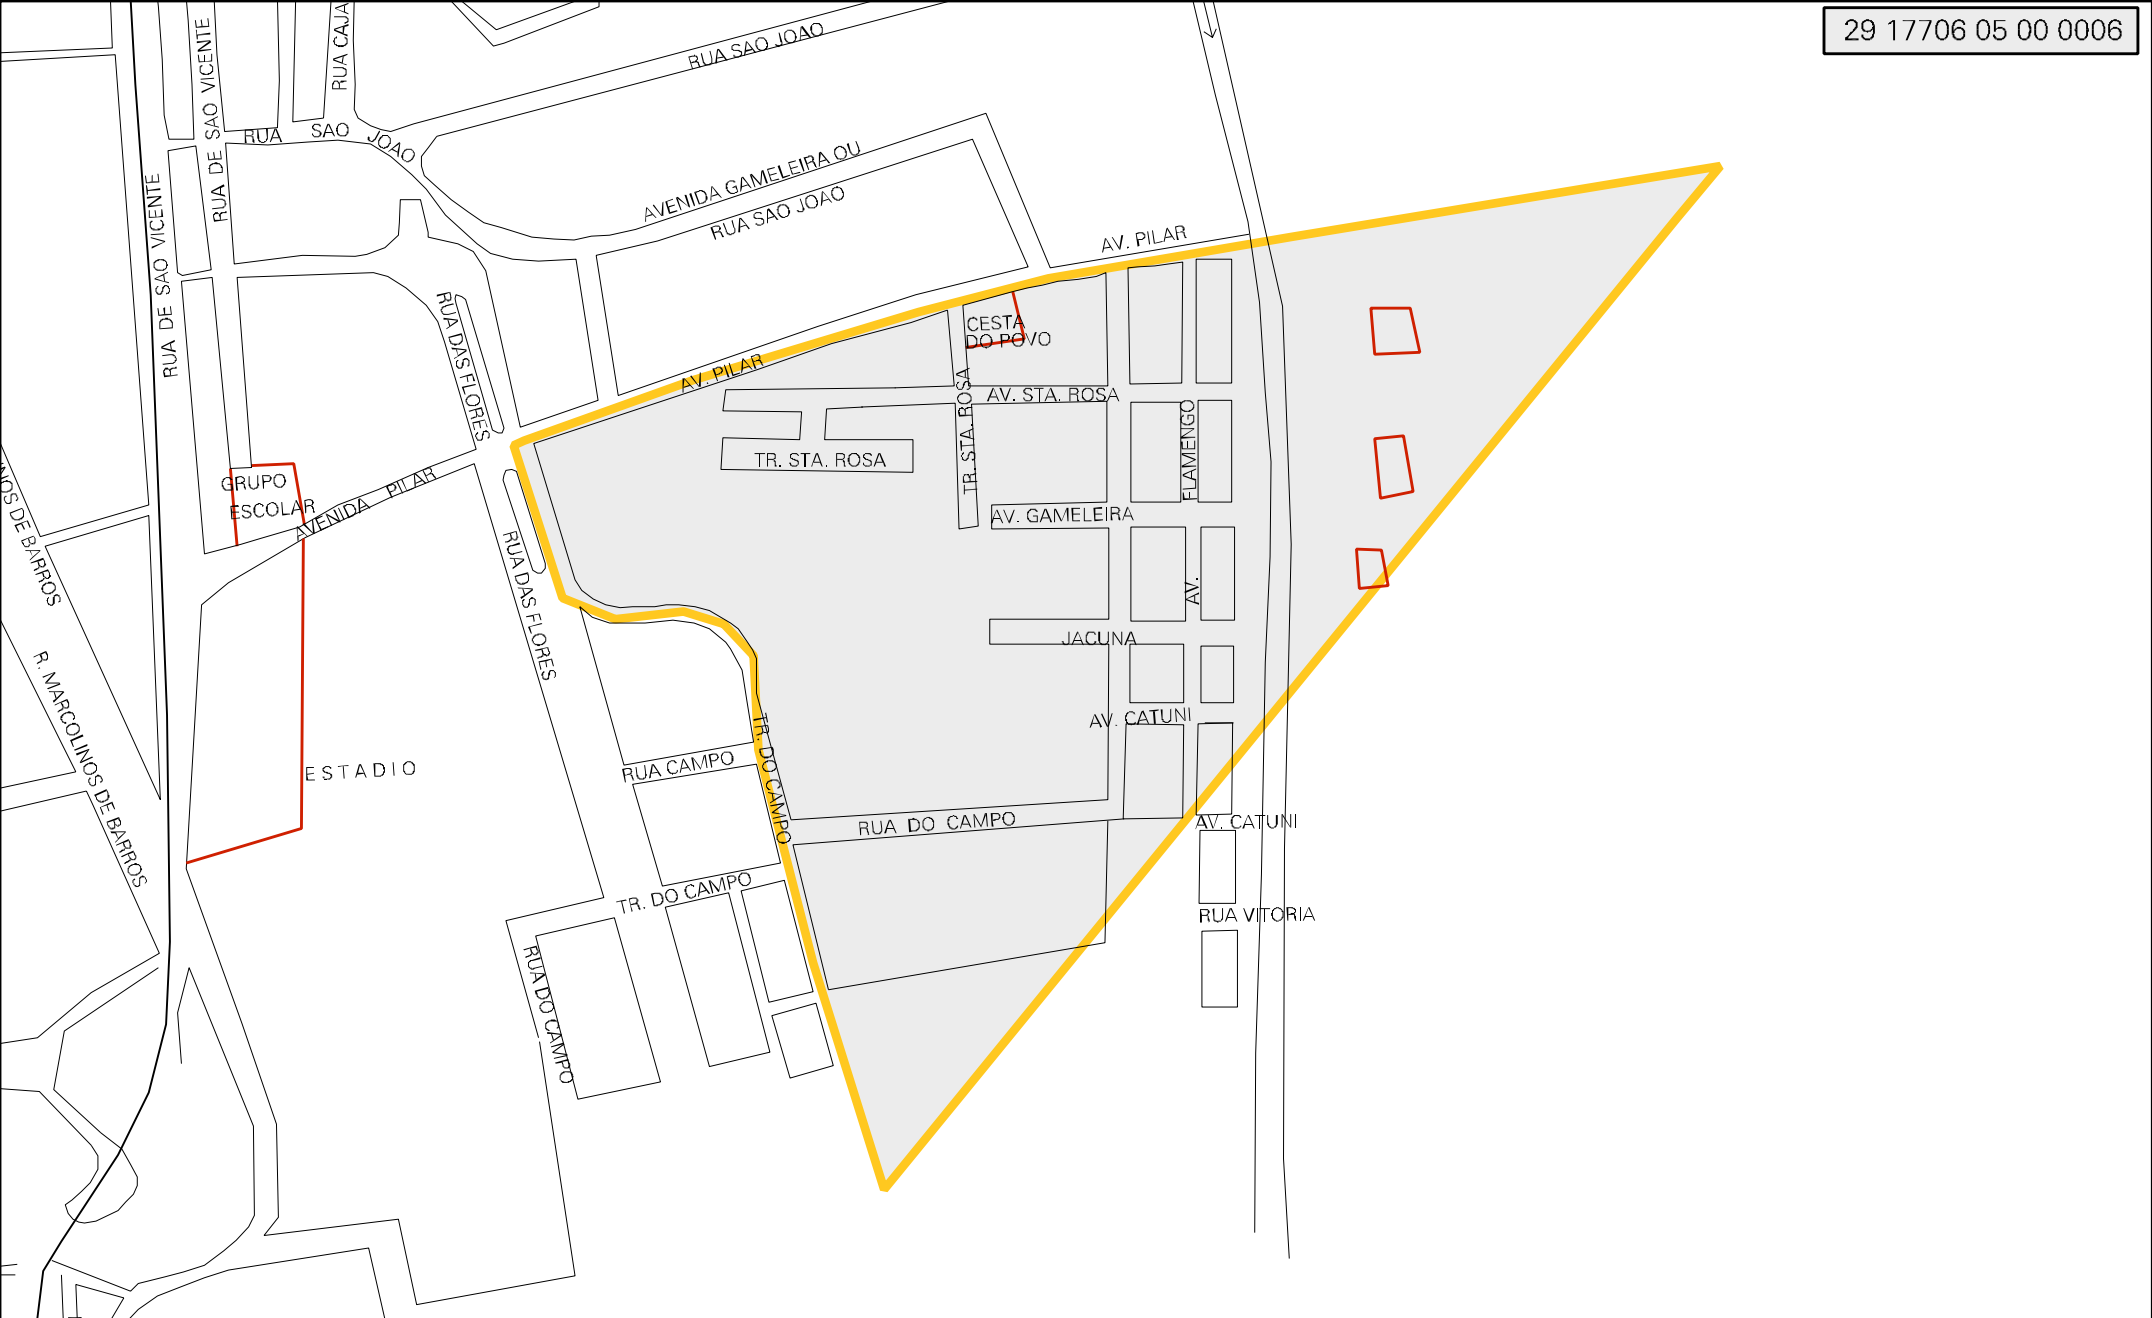 29 17706 05 00 0006
RUA DE SAO VICENTE
RUA CAJA
RUA SAO JOAO
RUA SAO JOAO
AVENIDA GAMELEIRA OU
RUA SAO JOAO
RUA DE SAO VICENTE
AV. PILAR
RUA DAS FLORES
CESTA
DO POVO
AV. PILAR
AV. STA. ROSA
TR. STA. ROSA
TR. STA. ROSA
FLAMENGO
AV.
GRUPO
ESCOLAR
AVENIDA PILAR
AV. GAMELEIRA
NOS DE BARROS
RUA DAS FLORES
JACUNA
R. MARCOLINOS DE BARROS
AV. CATUNI
TR. DO CAMPO
RUA CAMPO
ESTADIO
RUA DO CAMPO
AV. CATUNI
TR. DO CAMPO
RUA VITORIA
RUA DO CAMPO